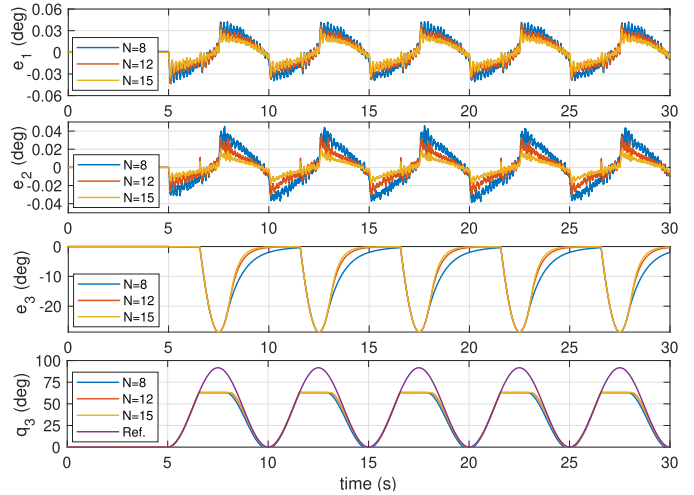 0.06
0.03
0
-0.03
-0.06
e1 (deg)
N=8
N=12
N=15
0 5 10 15 20 25 30
0.04
0.02
0
-0.02
-0.04
e2 (deg)
N=8
N=12
N=15
0 5 10 15 20 25 30
0
-10
-20
e3 (deg)
N=8
N=12
N=15
0 5 10 15 20 25 30
100
75
50
25
0
q3 (deg)
N=8
N=12
N=15
Ref.
0 5 10 15 20 25 30
time (s)